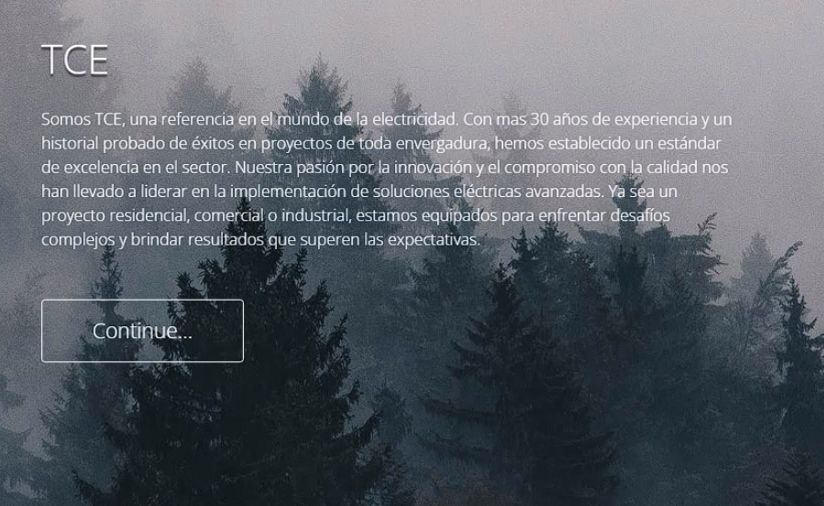 TCE
Somos TCE, una referencia en el mundo de la electricidad. Con mas 30 años de experiencia y un
historial probado de éxitos en proyectos de toda envergadura, hemos establecido un estándar
de excelencia en el sector. Nuestra pasión por la innovación y el compromiso con la calidad nos
han llevado a liderar en la implementación de soluciones eléctricas avanzadas. Ya sea un
proyecto residencial, comercial o industrial, estamos equipados para enfrentar desafíos
complejos y brindar resultados que superen las expectativas.
Continue...